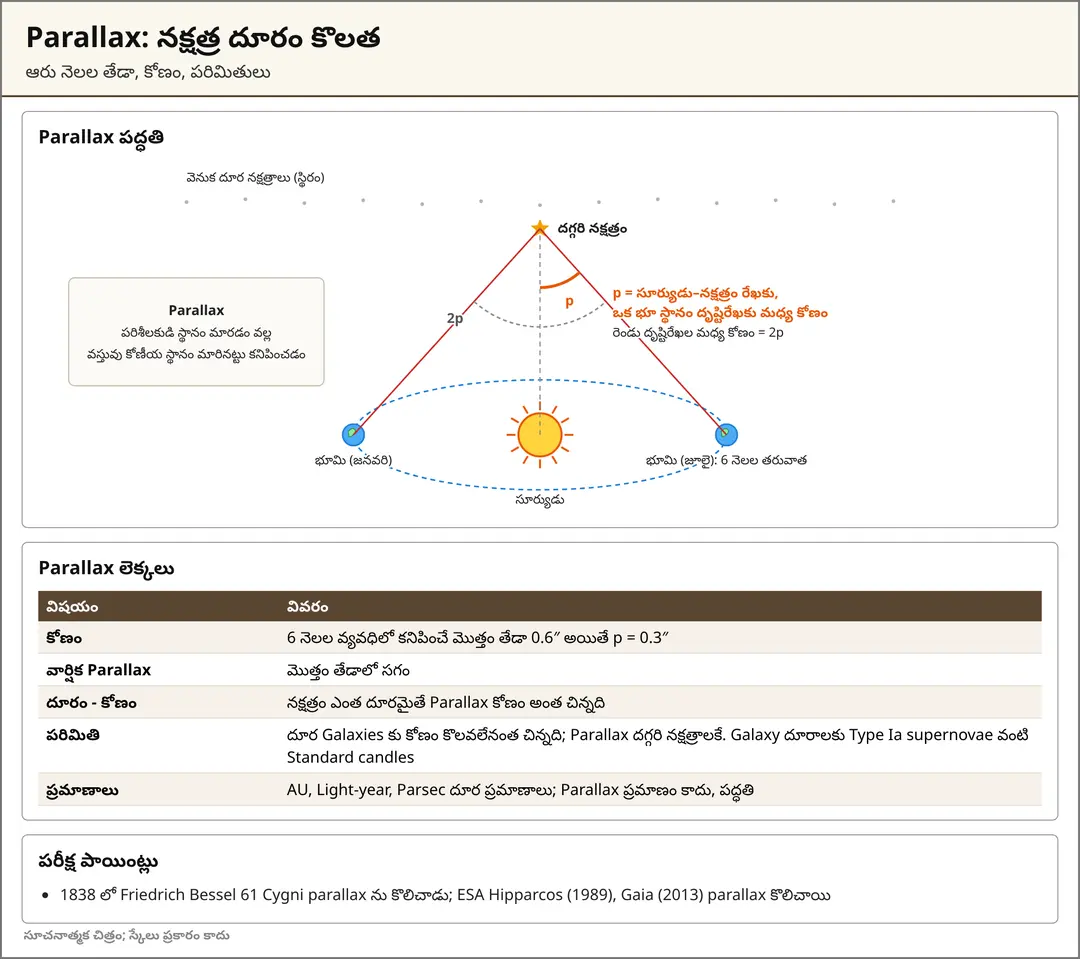 Parallax: నక్షత్ర దూరం కొలత
ఆరు నెలల తేడా, కోణం, పరిమితులు
Parallax పద్ధతి
వెనుక దూర నక్షత్రాలు (స్థిరం)
దగ్గరి నక్షత్రం
Parallax
పరిశీలకుడి స్థానం మారడం వల్ల
వస్తువు కోణీయ స్థానం మారినట్టు కనిపించడం
2p
p
p = సూర్యుడు–నక్షత్రం రేఖకు,
ఒక భూ స్థానం దృష్టిరేఖకు మధ్య కోణం
రెండు దృష్టిరేఖల మధ్య కోణం = 2p
భూమి (జనవరి)
భూమి (జూలై): 6 నెలల తరువాత
సూర్యుడు
Parallax లెక్కలు
విషయం వివరం
కోణం 6 నెలల వ్యవధిలో కనిపించే మొత్తం తేడా 0.6″ అయితే p = 0.3″
వార్షిక Parallax మొత్తం తేడాలో సగం
దూరం - కోణం నక్షత్రం ఎంత దూరమైతే Parallax కోణం అంత చిన్నది
పరిమితి దూర Galaxies కు కోణం కొలవలేనంత చిన్నది; Parallax దగ్గరి నక్షత్రాలకే. Galaxy దూరాలకు Type Ia supernovae వంటి
Standard candles
ప్రమాణాలు AU, Light-year, Parsec దూర ప్రమాణాలు; Parallax ప్రమాణం కాదు, పద్ధతి
పరీక్ష పాయింట్లు
• 1838 లో Friedrich Bessel 61 Cygni parallax ను కొలిచాడు; ESA Hipparcos (1989), Gaia (2013) parallax కొలిచాయి
సూచనాత్మక చిత్రం; స్కేలు ప్రకారం కాదు